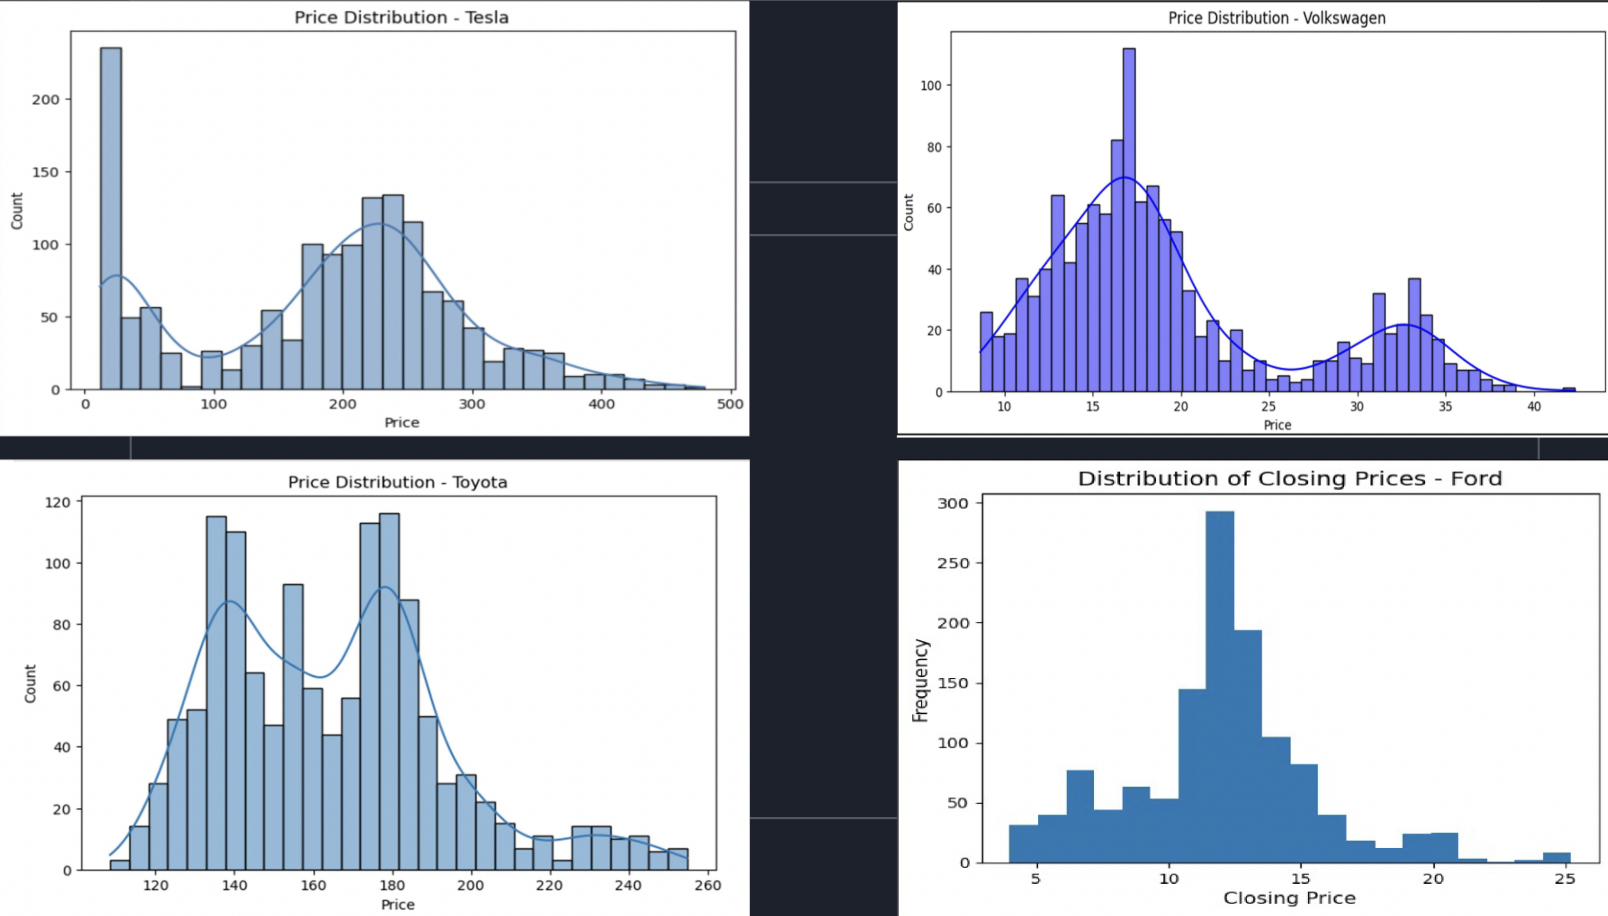 Price Distribution - Tesla
200
150
100
50
0
Count
0 100 200 300 400 500
Price
Price Distribution - Volkswagen
100
80
60
40
20
0
Count
10 15 20 25 30 35 40
Price
Price Distribution - Toyota
120
100
80
60
40
20
0
Count
120 140 160 180 200 220 240 260
Price
Distribution of Closing Prices - Ford
300
250
200
150
100
50
0
Frequency
5 10 15 20 25
Closing Price